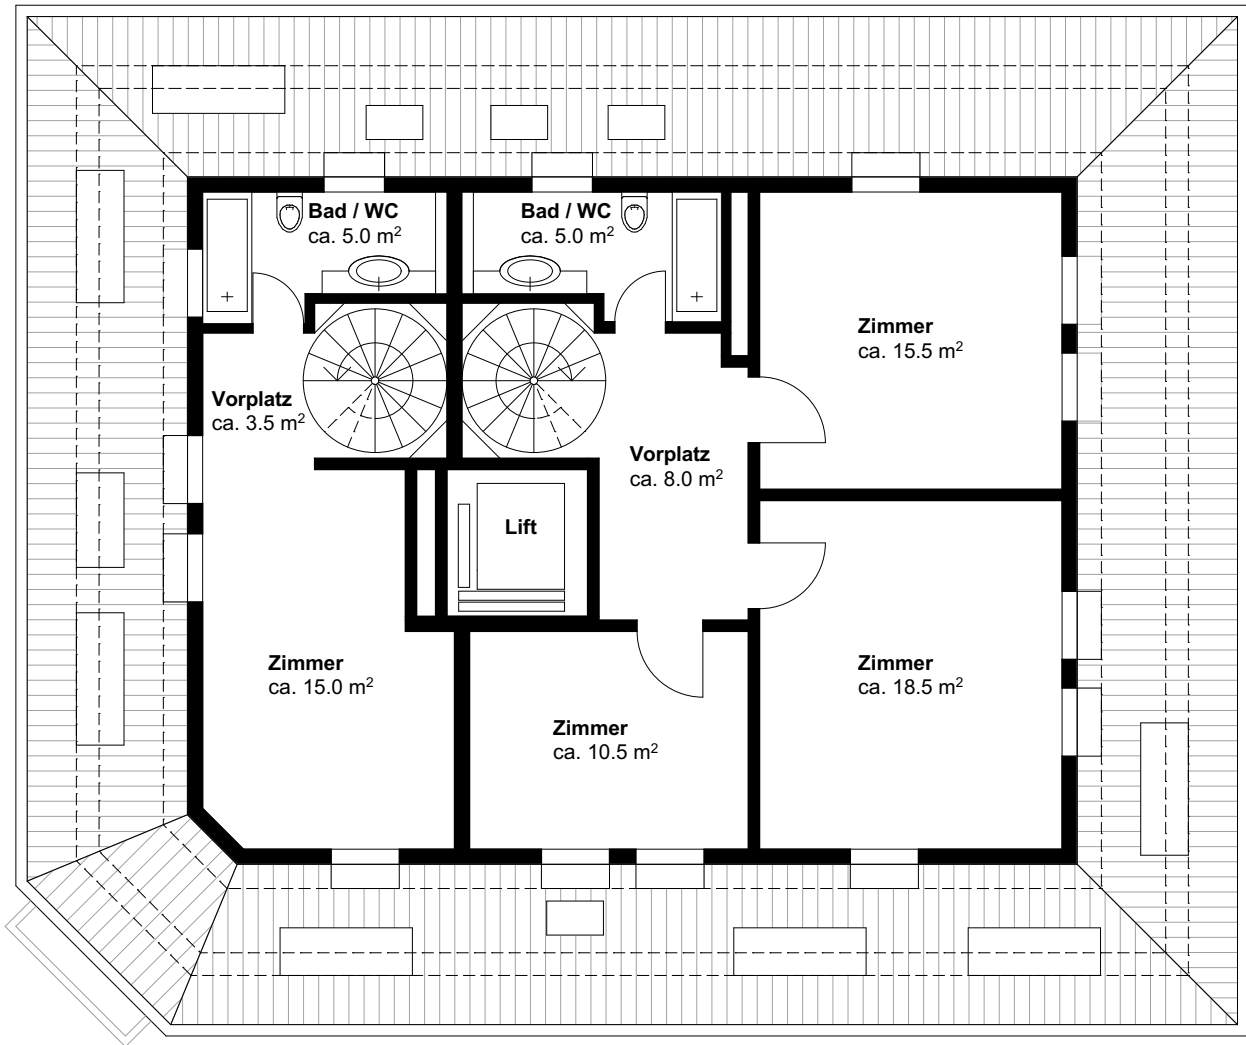 Bad / WC
ca. 5.0 m²
Bad / WC
ca. 5.0 m²
Zimmer
ca. 15.5 m²
Vorplatz
ca. 3.5 m²
Vorplatz
ca. 8.0 m²
Lift
Zimmer
ca. 15.0 m²
Zimmer
ca. 18.5 m²
Zimmer
ca. 10.5 m²